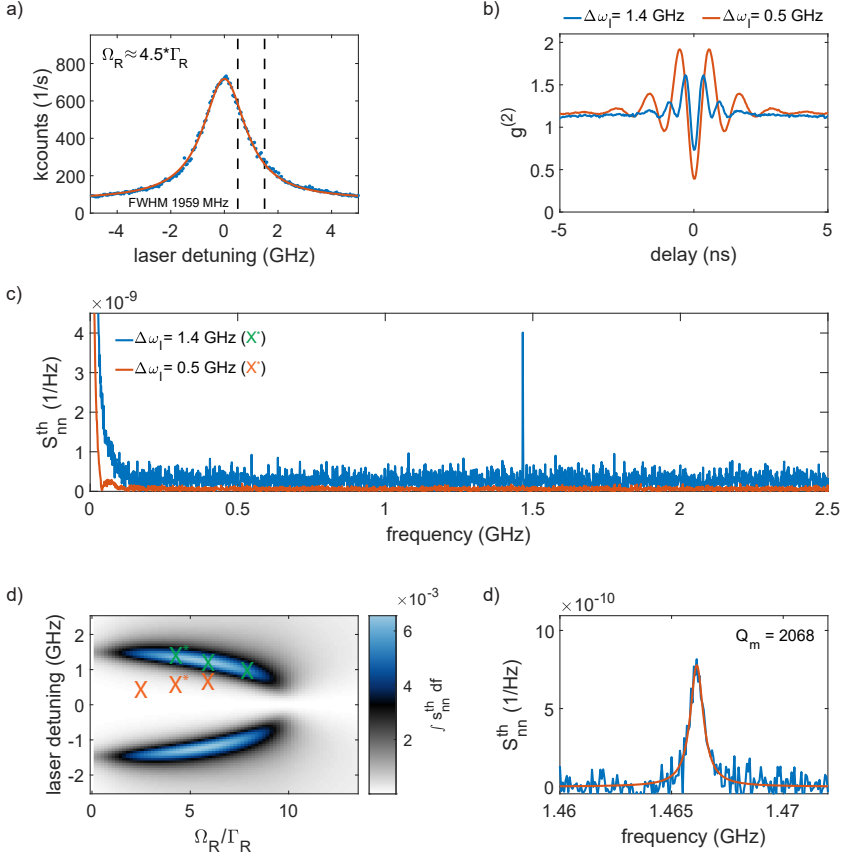 a)
Ω_R≈4.5*Γ_R
800
600
400
200
0
kcounts (1/s)
FWHM 1959 MHz
-4 -2 0 2 4
laser detuning (GHz)
b)
Δω_l= 1.4 GHz Δω_l= 0.5 GHz
2
1.5
1
0.5
0
g^(2)
-5 0 5
delay (ns)
c)
×10^-9
4
3
2
1
0
S_nn^th (1/Hz)
Δω_l= 1.4 GHz (X*)
Δω_l= 0.5 GHz (X*)
0 0.5 1 1.5 2 2.5
frequency (GHz)
d)
2
1
0
-1
-2
laser detuning (GHz)
X X* X X X* X X
0 5 10
Ω_R/Γ_R
×10^-3
6
4
2
∫ s_nn^th df
d)
×10^-10
10
5
0
S_nn^th (1/Hz)
Q_m = 2068
1.46 1.465 1.47
frequency (GHz)